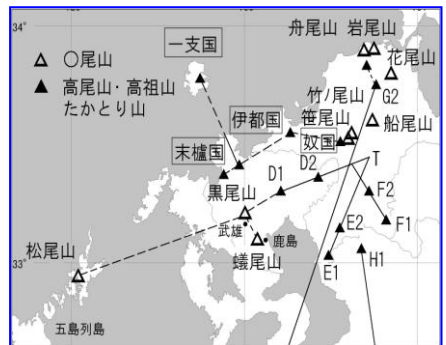 舟尾山 岩尾山
一支国
花尾山
△ 〇尾山
▲ 高尾山・高祖山
たかとり山
竹ノ尾山
G2
伊都国
笹尾山
船尾山
奴国
末櫨国
T
D1
D2
黒尾山
F2
武雄
E2
F1
鹿島
松尾山
33
蟻尾山
E1
H1
五島列島